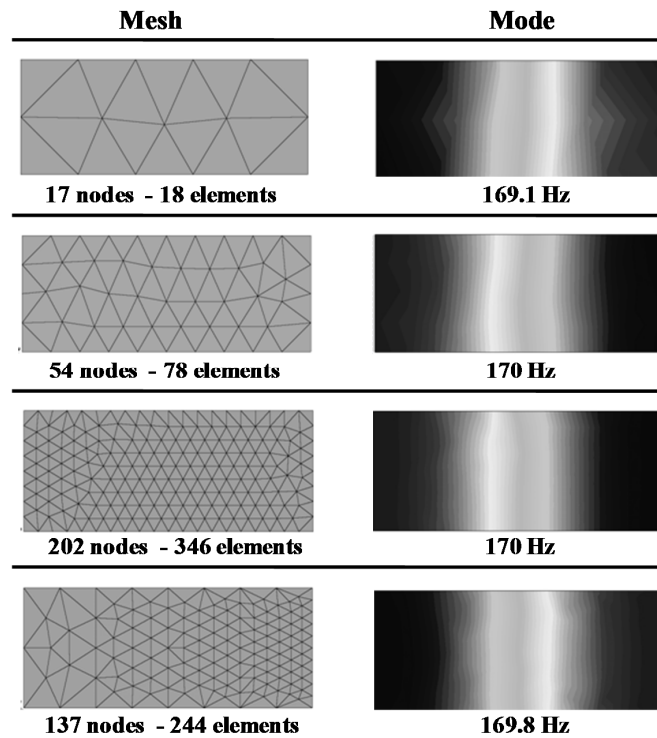 Mesh Mode
17 nodes - 18 elements 169.1 Hz
54 nodes - 78 elements 170 Hz
202 nodes - 346 elements 170 Hz
137 nodes - 244 elements 169.8 Hz